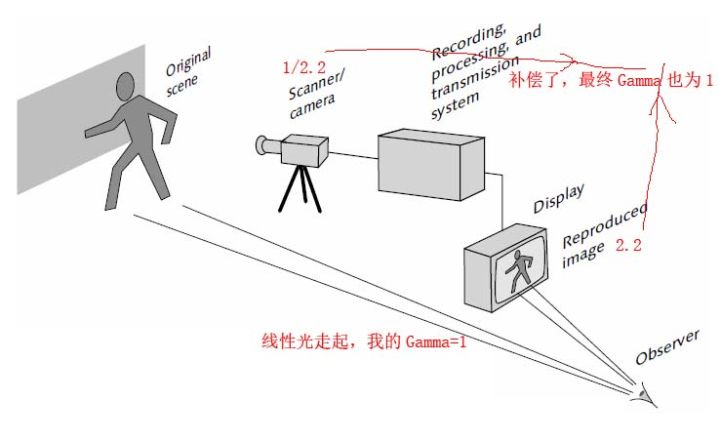 Original
scene
1/2.2
Scanner/
camera
Recording,
processing, and
transmission
system
补偿了，最终 Gamma 也为 1
Display
Reproduced
image
2.2
线性光走起，我的 Gamma=1
Observer